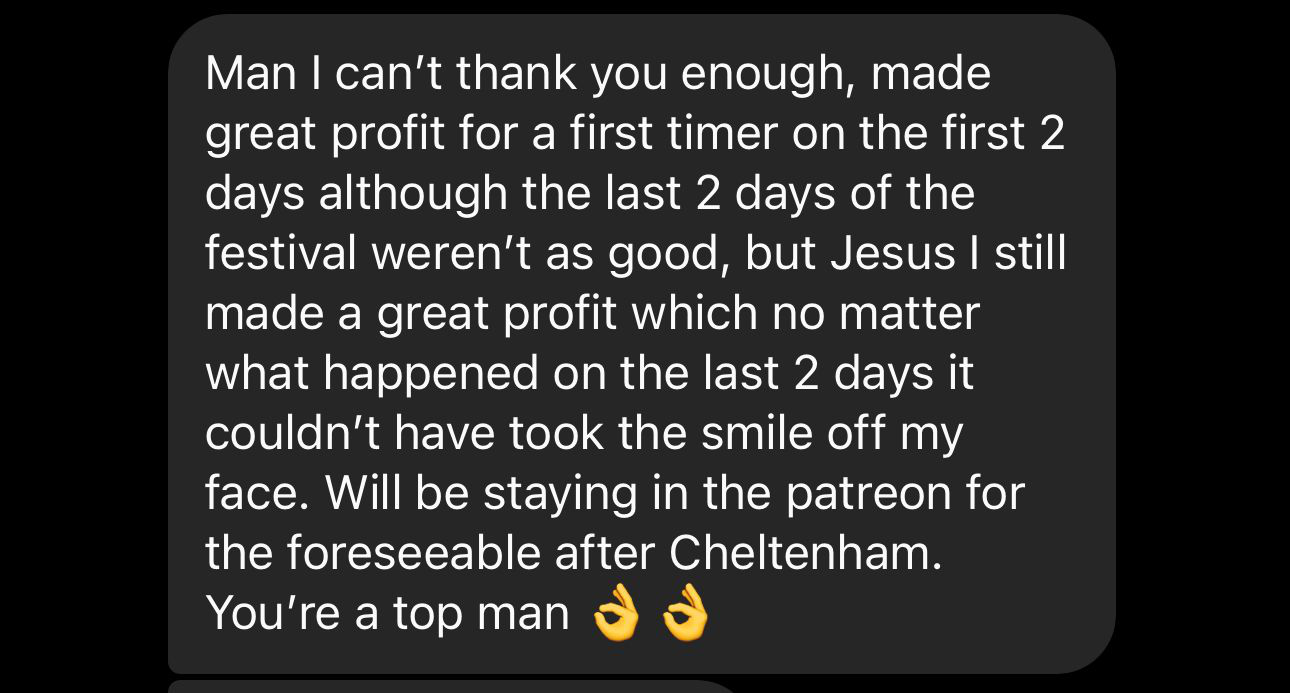 Man I can’t thank you enough, made
great profit for a first timer on the first 2
days although the last 2 days of the
festival weren’t as good, but Jesus I still
made a great profit which no matter
what happened on the last 2 days it
couldn’t have took the smile off my
face. Will be staying in the patreon for
the foreseeable after Cheltenham.
You’re a top man 👌👌